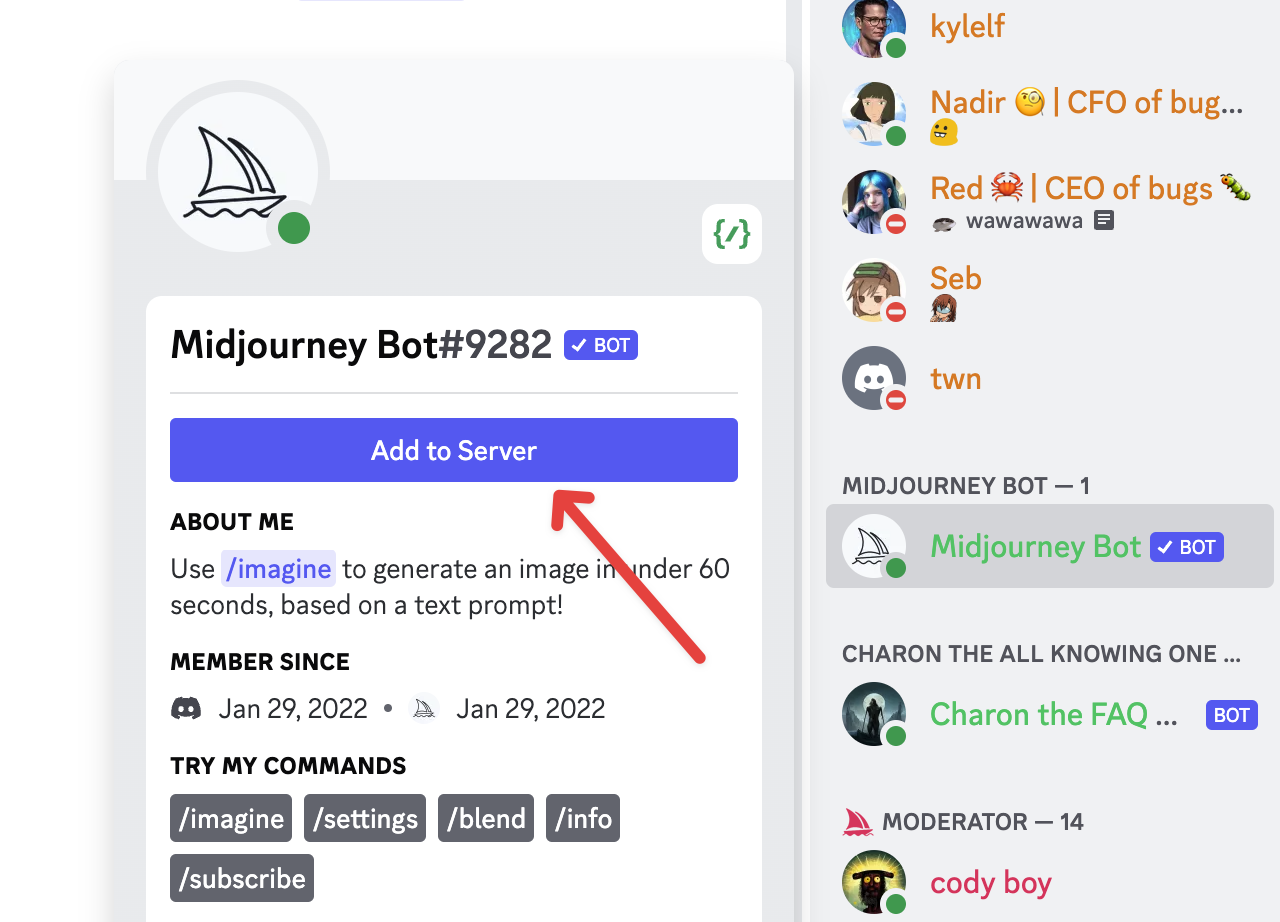 Midjourney Bot#9282 ✓ BOT
Add to Server
ABOUT ME
Use /imagine to generate an image in under 60
seconds, based on a text prompt!
MEMBER SINCE
Jan 29, 2022 • Jan 29, 2022
TRY MY COMMANDS
/imagine /settings /blend /info
/subscribe
kylelf
Nadir 🧐 | CFO of bug...
Red 🦀 | CEO of bugs 🐛
wawawawa
Seb
twn
MIDJOURNEY BOT — 1
Midjourney Bot ✓ BOT
CHARON THE ALL KNOWING ONE ...
Charon the FAQ ... BOT
MODERATOR — 14
cody boy